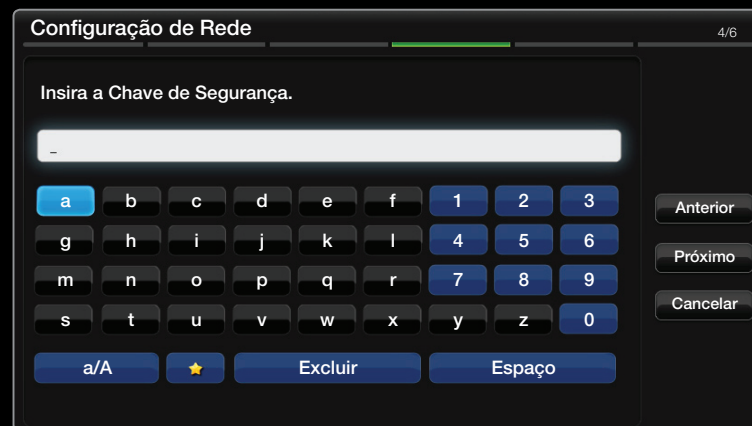 Configuração de Rede
4/6
Insira a Chave de Segurança.
_
a b c d e f 1 2 3
g h i j k l 4 5 6
m n o p q r 7 8 9
s t u v w x y z 0
a/A Excluir Espaço
Anterior
Próximo
Cancelar